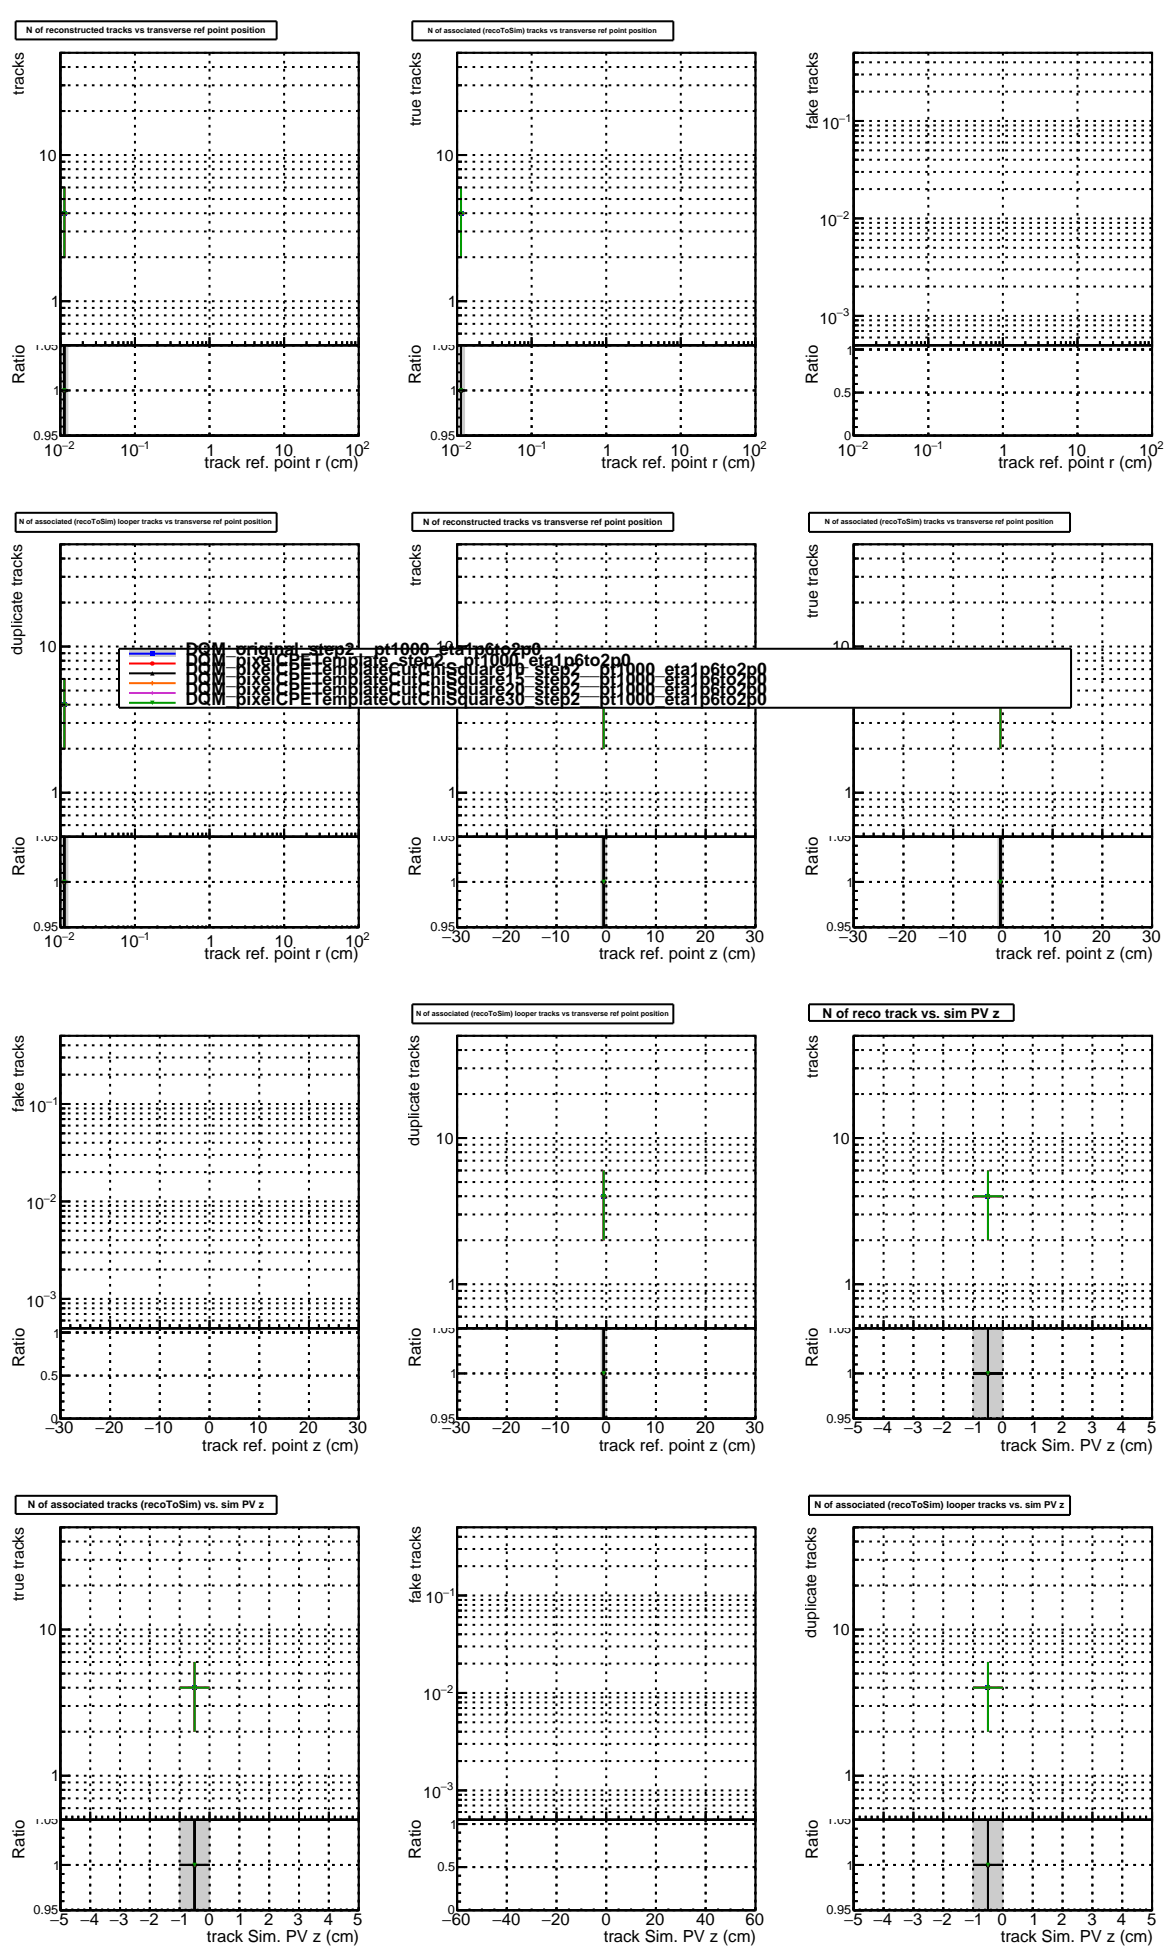 N of reconstructed tracks vs transverse ref point position
tracks
10
1
Ratio
1.05
1
0.95
10−2 10−1 1 10 102
track ref. point r (cm)
N of associated (recoToSim) tracks vs transverse ref point position
true tracks
10
1
Ratio
1.05
1
0.95
10−2 10−1 1 10 102
track ref. point r (cm)
fake tracks
10−1
10−2
10−3
Ratio
1
0.5
0
10−2 10−1 1 10 102
track ref. point r (cm)
N of associated (recoToSim) looper tracks vs transverse ref point position
duplicate tracks
10
1
Ratio
1.05
1
0.95
10−2 10−1 1 10 102
track ref. point r (cm)
N of reconstructed tracks vs transverse ref point position
tracks
10
1
Ratio
1.05
1
0.95
−30 −20 −10 0 10 20 30
track ref. point z (cm)
N of associated (recoToSim) tracks vs transverse ref point position
true tracks
10
1
Ratio
1.05
1
0.95
−30 −20 −10 0 10 20 30
track ref. point z (cm)
DQM_original_step2__pt1000_eta1p6to2p0
DQM_pixelCPETemplate_step2__pt1000_eta1p6to2p0
DQM_pixelCPETemplateCutChiSquare10_step2__pt1000_eta1p6to2p0
DQM_pixelCPETemplateCutChiSquare15_step2__pt1000_eta1p6to2p0
DQM_pixelCPETemplateCutChiSquare20_step2__pt1000_eta1p6to2p0
DQM_pixelCPETemplateCutChiSquare30_step2__pt1000_eta1p6to2p0
fake tracks
10−1
10−2
10−3
Ratio
1
0.5
0
−30 −20 −10 0 10 20 30
track ref. point z (cm)
N of associated (recoToSim) looper tracks vs transverse ref point position
duplicate tracks
10
1
Ratio
1.05
1
0.95
−30 −20 −10 0 10 20 30
track ref. point z (cm)
N of reco track vs. sim PV z
tracks
10
1
Ratio
1.05
1
0.95
−5 −4 −3 −2 −1 0 1 2 3 4 5
track Sim. PV z (cm)
N of associated tracks (recoToSim) vs. sim PV z
true tracks
10
1
Ratio
1.05
1
0.95
−5 −4 −3 −2 −1 0 1 2 3 4 5
track Sim. PV z (cm)
fake tracks
10−1
10−2
10−3
Ratio
1
0.5
0
−60 −40 −20 0 20 40 60
track Sim. PV z (cm)
N of associated (recoToSim) looper tracks vs. sim PV z
duplicate tracks
10
1
Ratio
1.05
1
0.95
−5 −4 −3 −2 −1 0 1 2 3 4 5
track Sim. PV z (cm)